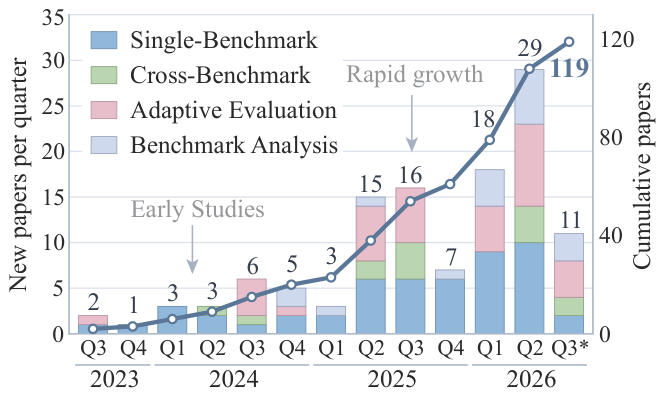 New papers per quarter
35
30
25
20
15
10
5
0
Single-Benchmark
Cross-Benchmark
Adaptive Evaluation
Benchmark Analysis
Early Studies
Rapid growth
2
1
3
3
6
5
3
15
16
7
18
29
11
119
Cumulative papers
120
80
40
0
Q3 Q4 Q1 Q2 Q3 Q4 Q1 Q2 Q3 Q4 Q1 Q2 Q3*
2023 2024 2025 2026